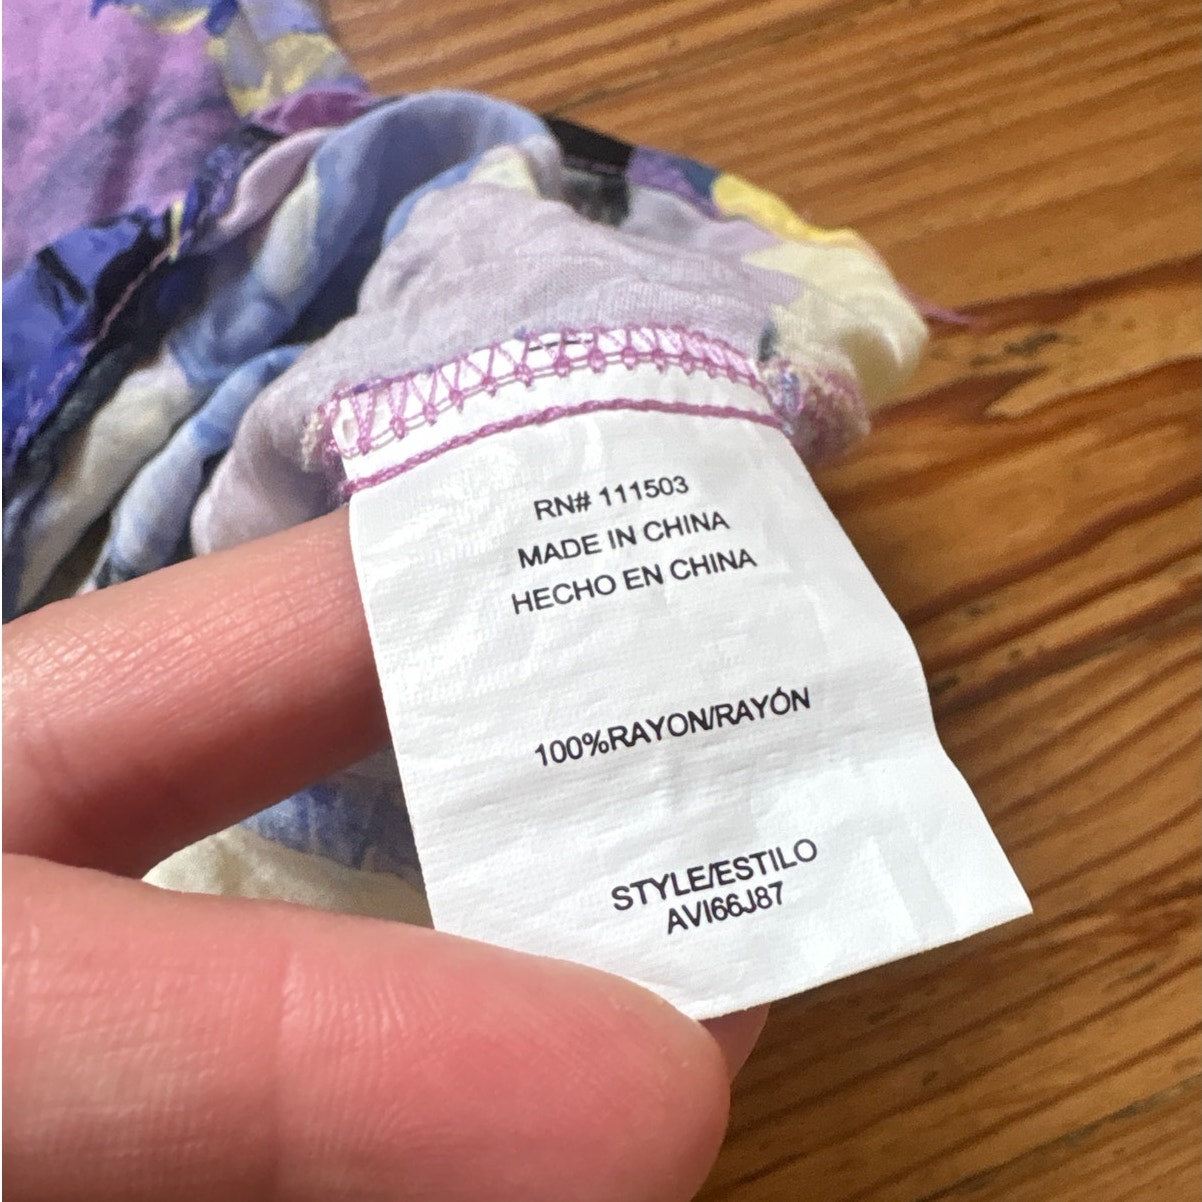 RN# 111503
MADE IN CHINA
HECHO EN CHINA
100%RAYON/RAYÓN
STYLE/ESTILO
AVI66J87